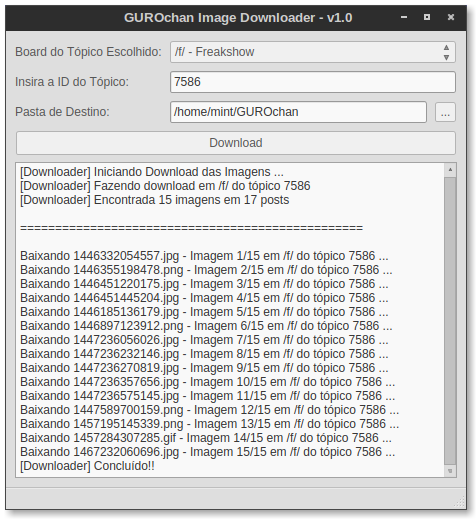 GUROchan Image Downloader - v1.0
Board do Tópico Escolhido: /f/ - Freakshow
Insira a ID do Tópico: 7586
Pasta de Destino: /home/mint/GUROchan ...
Download
[Downloader] Iniciando Download das Imagens ...
[Downloader] Fazendo download em /f/ do tópico 7586
[Downloader] Encontrada 15 imagens em 17 posts
=================================================
Baixando 1446332054557.jpg - Imagem 1/15 em /f/ do tópico 7586 ...
Baixando 1446355198478.png - Imagem 2/15 em /f/ do tópico 7586 ...
Baixando 1446451220175.jpg - Imagem 3/15 em /f/ do tópico 7586 ...
Baixando 1446451445204.jpg - Imagem 4/15 em /f/ do tópico 7586 ...
Baixando 1446185136179.jpg - Imagem 5/15 em /f/ do tópico 7586 ...
Baixando 1446897123912.png - Imagem 6/15 em /f/ do tópico 7586 ...
Baixando 1447236056026.jpg - Imagem 7/15 em /f/ do tópico 7586 ...
Baixando 1447236232146.jpg - Imagem 8/15 em /f/ do tópico 7586 ...
Baixando 1447236270819.jpg - Imagem 9/15 em /f/ do tópico 7586 ...
Baixando 1447236357656.jpg - Imagem 10/15 em /f/ do tópico 7586 ...
Baixando 1447236575145.jpg - Imagem 11/15 em /f/ do tópico 7586 ...
Baixando 1447589700159.png - Imagem 12/15 em /f/ do tópico 7586 ...
Baixando 1457195145339.png - Imagem 13/15 em /f/ do tópico 7586 ...
Baixando 1457284307285.gif - Imagem 14/15 em /f/ do tópico 7586 ...
Baixando 1467232060696.jpg - Imagem 15/15 em /f/ do tópico 7586 ...
[Downloader] Concluído!!